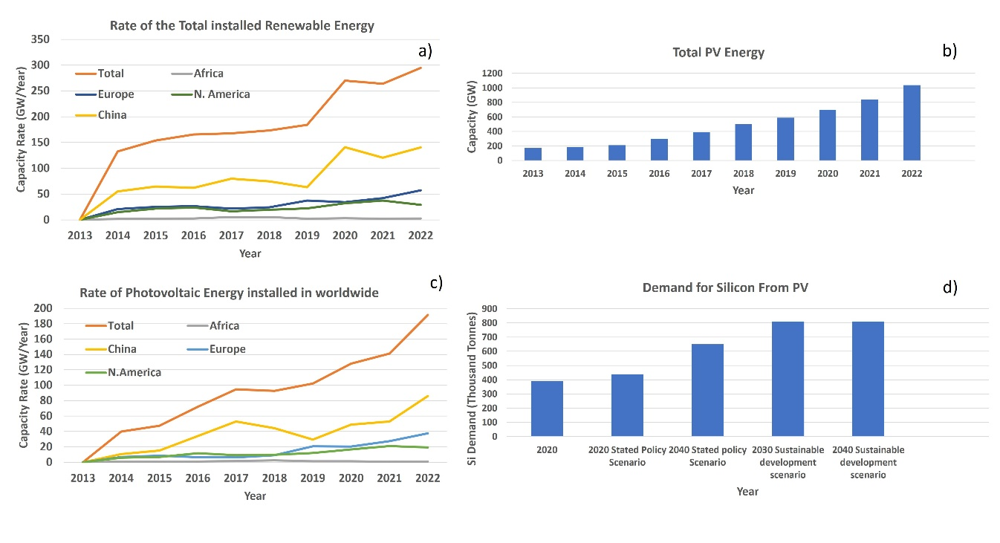 Rate of the Total installed Renewable Energy
a)
350
300
250
200
150
100
50
0
Capacity Rate (GW/Year)
Total
Africa
Europe
N. America
China
2013 2014 2015 2016 2017 2018 2019 2020 2021 2022
Year
Total PV Energy
b)
1200
1000
800
600
400
200
0
Capacity (GW)
2013 2014 2015 2016 2017 2018 2019 2020 2021 2022
Year
Rate of Photovoltaic Energy installed in worldwide
c)
200
180
160
140
120
100
80
60
40
20
0
Capacity Rate (GW/Year)
Total
Africa
China
Europe
N.America
2013 2014 2015 2016 2017 2018 2019 2020 2021 2022
Year
Demand for Silicon From PV
d)
900
800
700
600
500
400
300
200
100
0
Si Demand (Thousand Tonnes)
2020
2020 Stated Policy
Scenario
2040 Stated policy
Scenario
2030 Sustainable
development
scenario
2040 Sustainable
development
scenario
Year